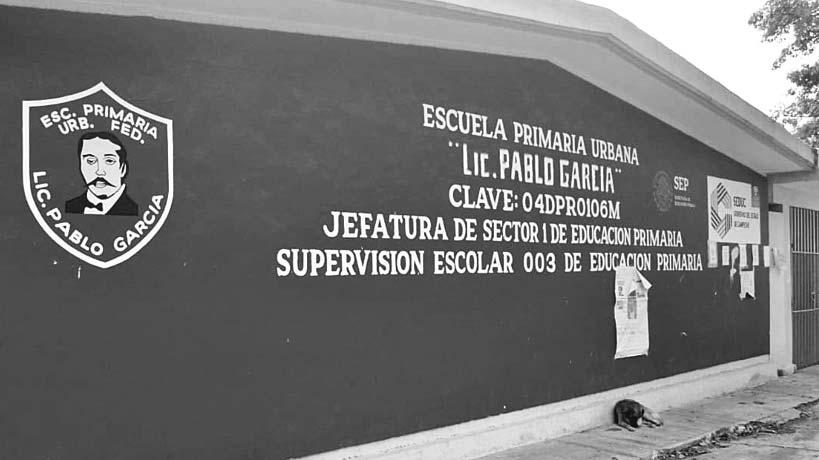 ESC. PRIMARIA
URB. FED.
LIC. PABLO GARCIA
ESCUELA PRIMARIA URBANA
"LIC. PABLO GARCIA"
CLAVE: 04DPR0106M
JEFATURA DE SECTOR 1 DE EDUCACION PRIMARIA
SUPERVISION ESCOLAR 003 DE EDUCACION PRIMARIA
SEP
SEDUC